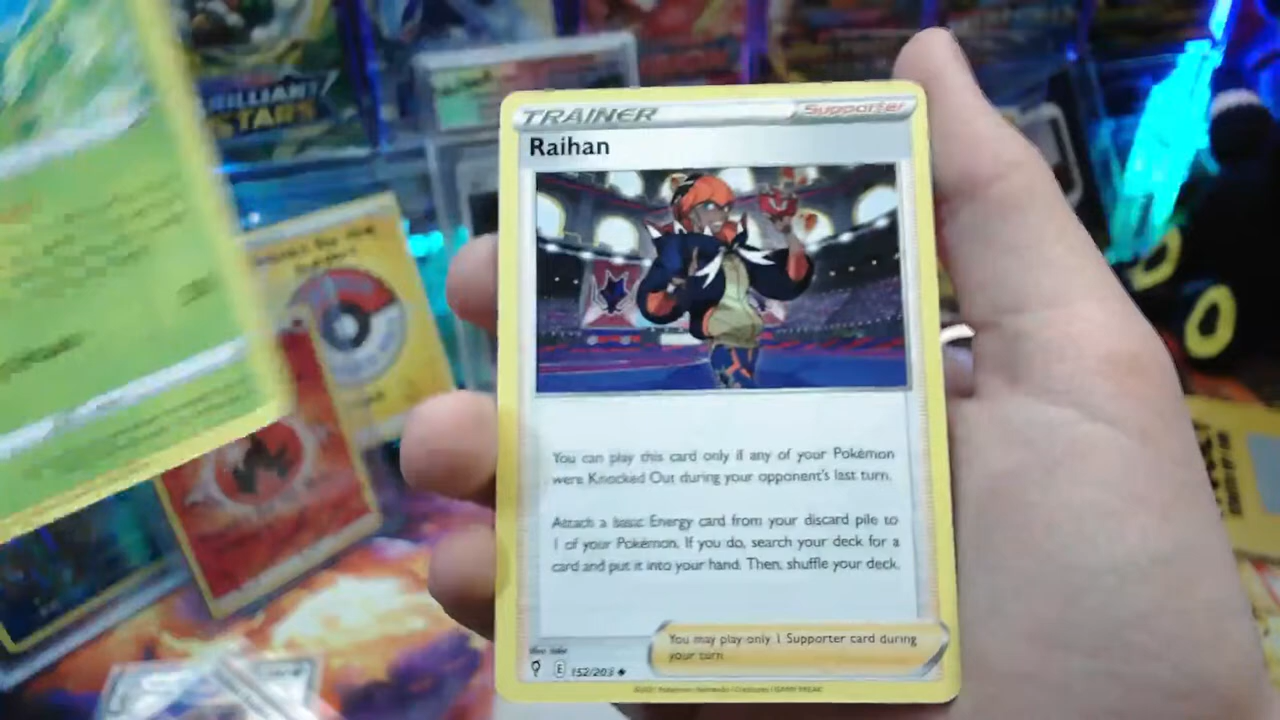 BRILLIANT
STARS
TRAINER
Supporter
Raihan
You can play this card only if any of your Pokémon
were Knocked Out during your opponent's last turn.
Attach a basic Energy card from your discard pile to
1 of your Pokémon. If you do, search your deck for a
card and put it into your hand. Then, shuffle your deck.
You may play only 1 Supporter card during
your turn.
E 152/203